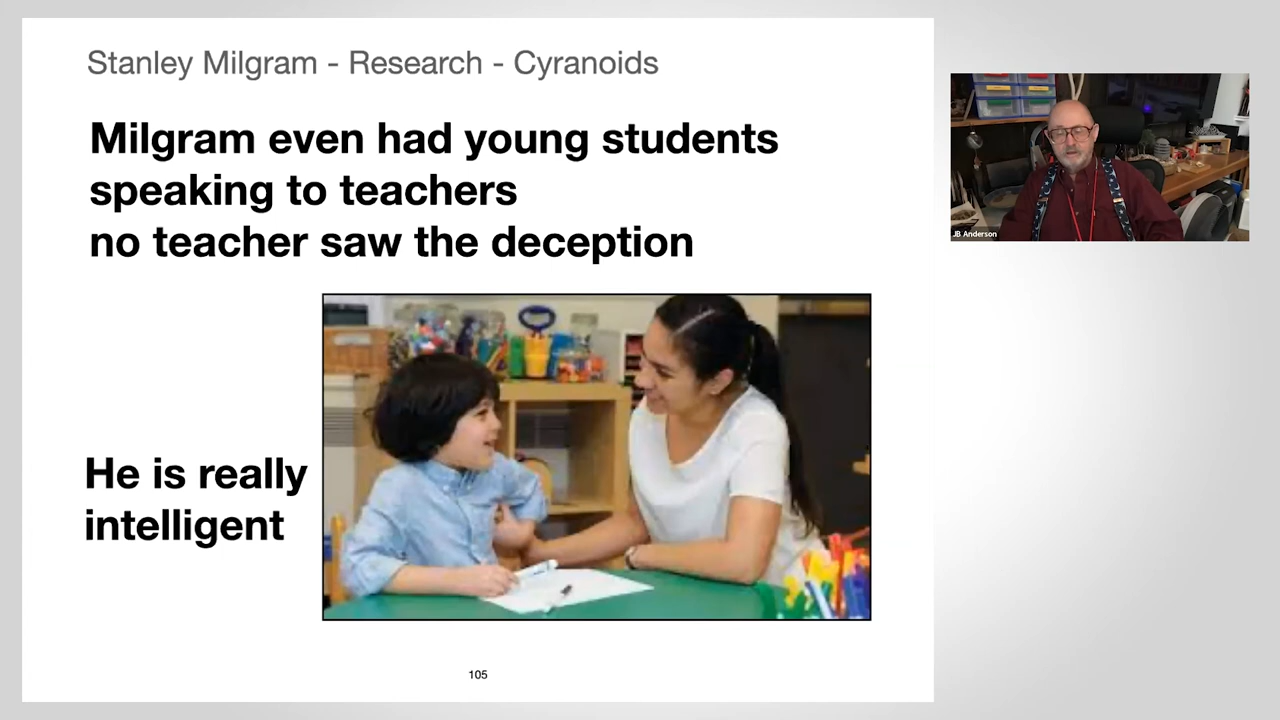 Stanley Milgram - Research - Cyranoids
Milgram even had young students
speaking to teachers
no teacher saw the deception
He is really
intelligent
105
JB Anderson